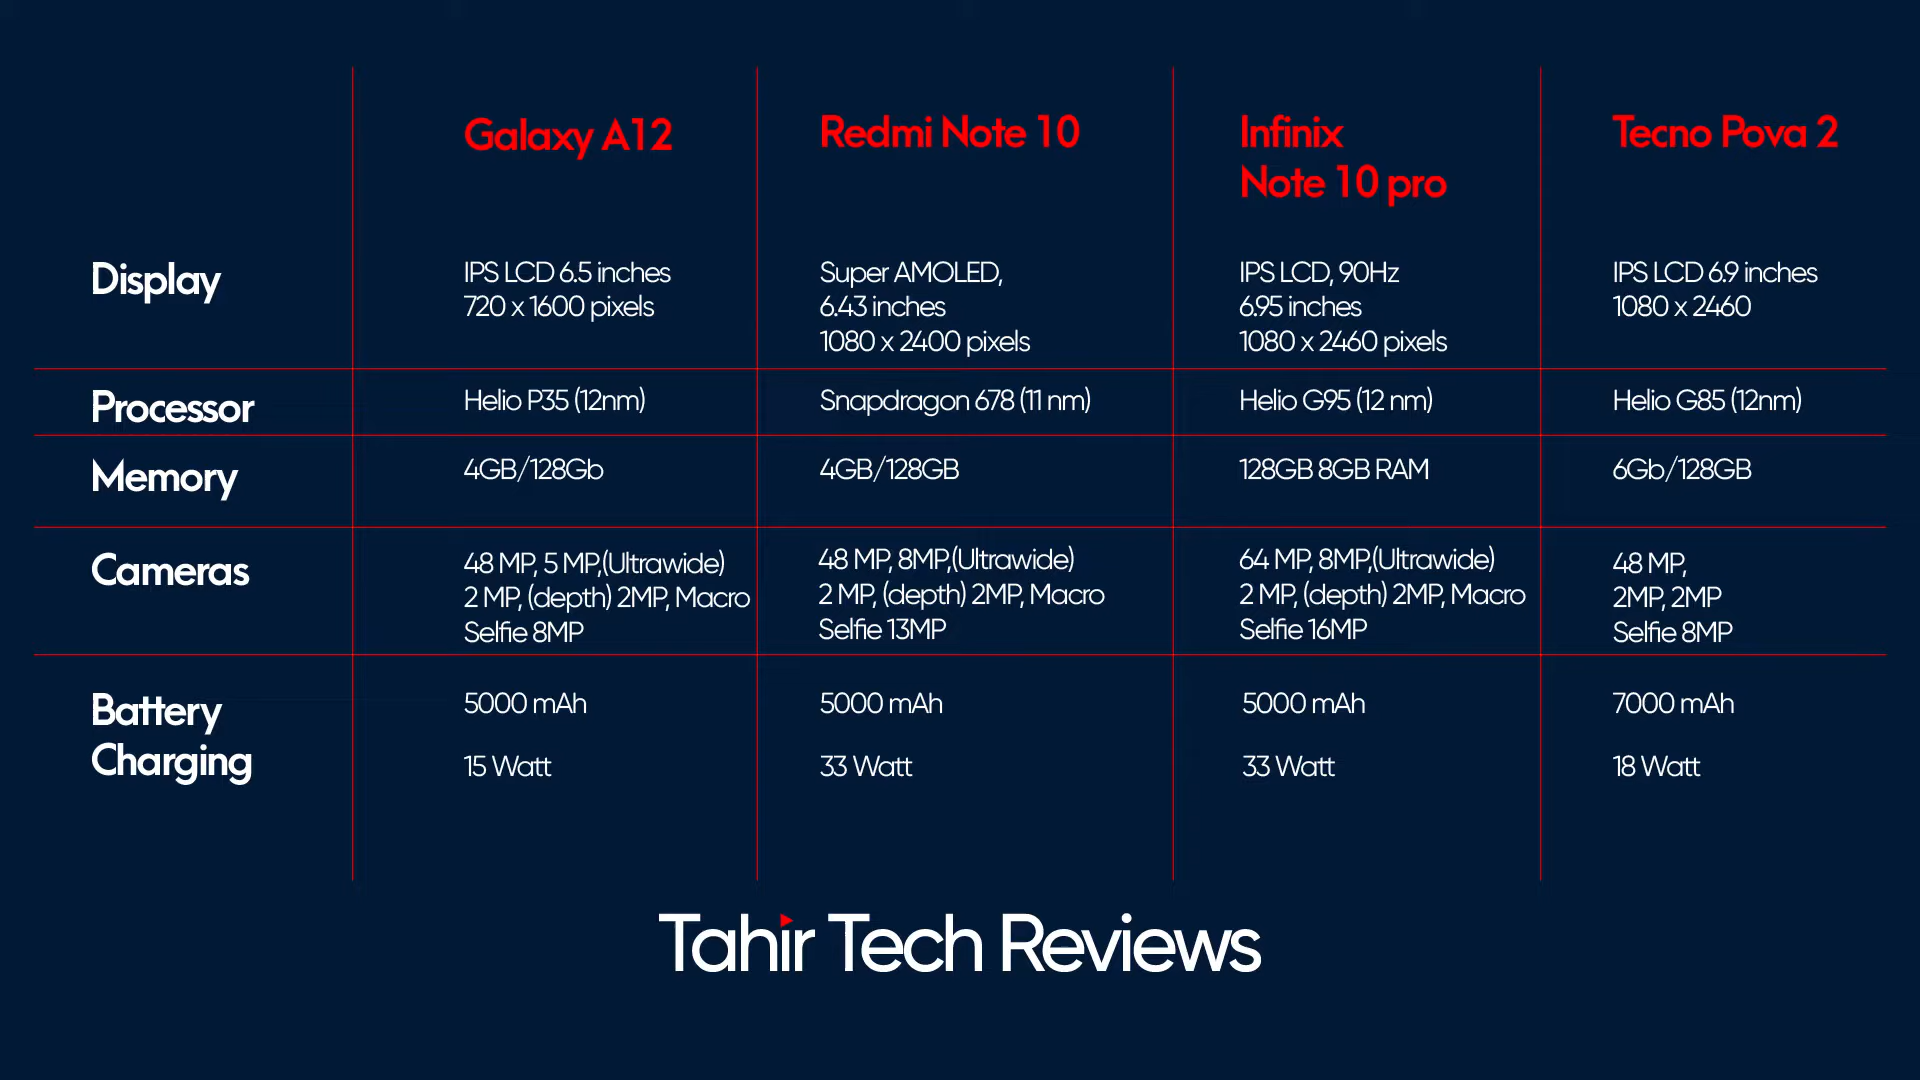 Galaxy A12
Redmi Note 10
Infinix
Note 10 pro
Tecno Pova 2
Display
IPS LCD 6.5 inches
720 x 1600 pixels
Super AMOLED,
6.43 inches
1080 x 2400 pixels
IPS LCD, 90Hz
6.95 inches
1080 x 2460 pixels
IPS LCD 6.9 inches
1080 x 2460
Processor
Helio P35 (12nm)
Snapdragon 678 (11 nm)
Helio G95 (12 nm)
Helio G85 (12nm)
Memory
4GB/128Gb
4GB/128GB
128GB 8GB RAM
6Gb/128GB
Cameras
48 MP, 5 MP,(Ultrawide)
2 MP, (depth) 2MP, Macro
Selfie 8MP
48 MP, 8MP,(Ultrawide)
2 MP, (depth) 2MP, Macro
Selfie 13MP
64 MP, 8MP,(Ultrawide)
2 MP, (depth) 2MP, Macro
Selfie 16MP
48 MP,
2MP, 2MP
Selfie 8MP
Battery
Charging
5000 mAh
15 Watt
5000 mAh
33 Watt
5000 mAh
33 Watt
7000 mAh
18 Watt
Tahir Tech Reviews